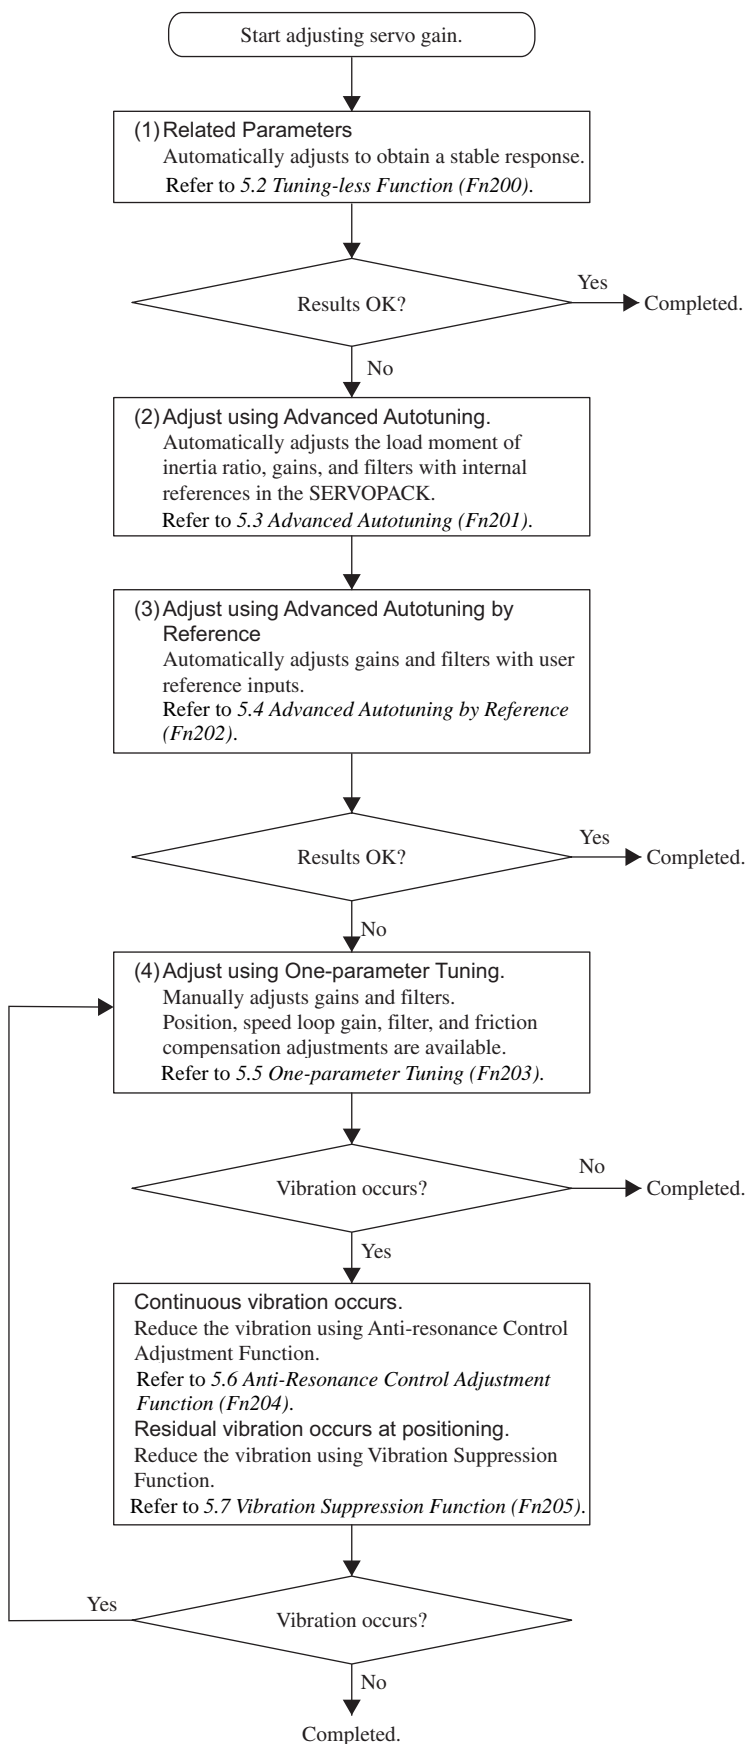 Start adjusting servo gain.
(1) Related Parameters
Automatically adjusts to obtain a stable response.
Refer to 5.2 Tuning-less Function (Fn200).
Results OK?
Yes
Completed.
No
(2) Adjust using Advanced Autotuning.
Automatically adjusts the load moment of
inertia ratio, gains, and filters with internal
references in the SERVOPACK.
Refer to 5.3 Advanced Autotuning (Fn201).
(3) Adjust using Advanced Autotuning by
Reference
Automatically adjusts gains and filters with user
reference inputs.
Refer to 5.4 Advanced Autotuning by Reference
(Fn202).
Results OK?
Yes
Completed.
No
(4) Adjust using One-parameter Tuning.
Manually adjusts gains and filters.
Position, speed loop gain, filter, and friction
compensation adjustments are available.
Refer to 5.5 One-parameter Tuning (Fn203).
Vibration occurs?
No
Completed.
Yes
Continuous vibration occurs.
Reduce the vibration using Anti-resonance Control
Adjustment Function.
Refer to 5.6 Anti-Resonance Control Adjustment
Function (Fn204).
Residual vibration occurs at positioning.
Reduce the vibration using Vibration Suppression
Function.
Refer to 5.7 Vibration Suppression Function (Fn205).
Yes
Vibration occurs?
No
Completed.